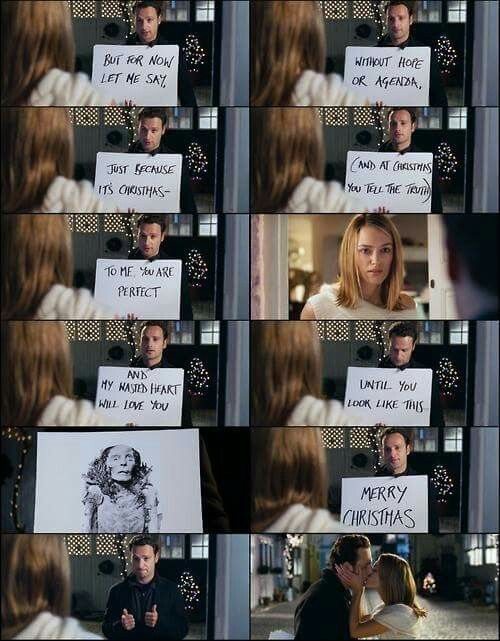 BUT FOR NOW
LET ME SAY,
WITHOUT HOPE
OR AGENDA,
JUST BECAUSE
IT'S CHRISTMAS-
(AND AT CHRISTMAS
YOU TELL THE TRUTH)
TO ME, YOU ARE
PERFECT
AND
MY WASTED HEART
WILL LOVE YOU
UNTIL YOU
LOOK LIKE THIS...
MERRY
CHRISTMAS